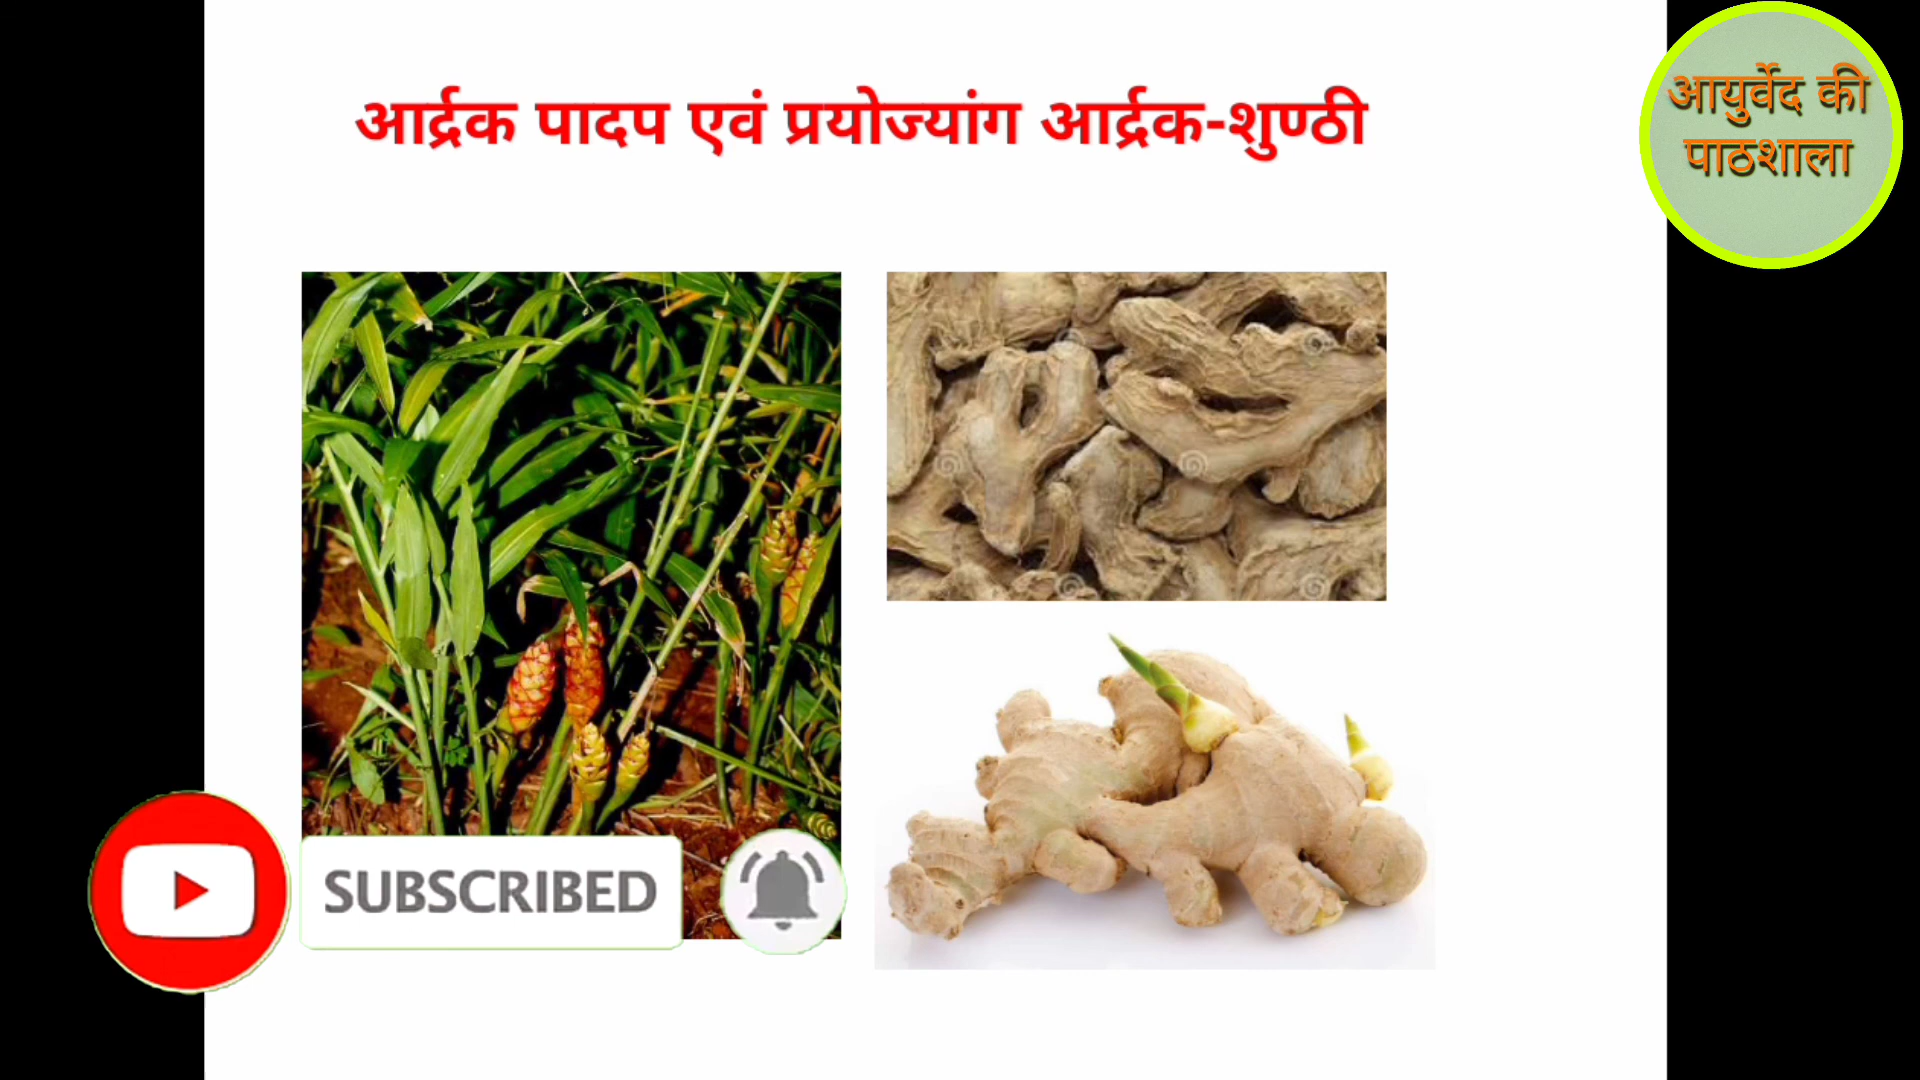 आर्द्रक पादप एवं प्रयोज्यांग आर्द्रक-शुण्ठी
आयुर्वेद की
पाठशाला
SUBSCRIBED